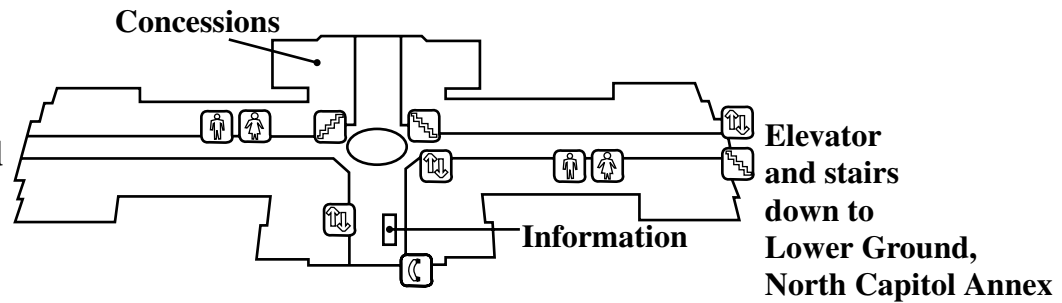 Concessions
Elevator
and stairs
down to
Lower Ground,
North Capitol Annex
Information